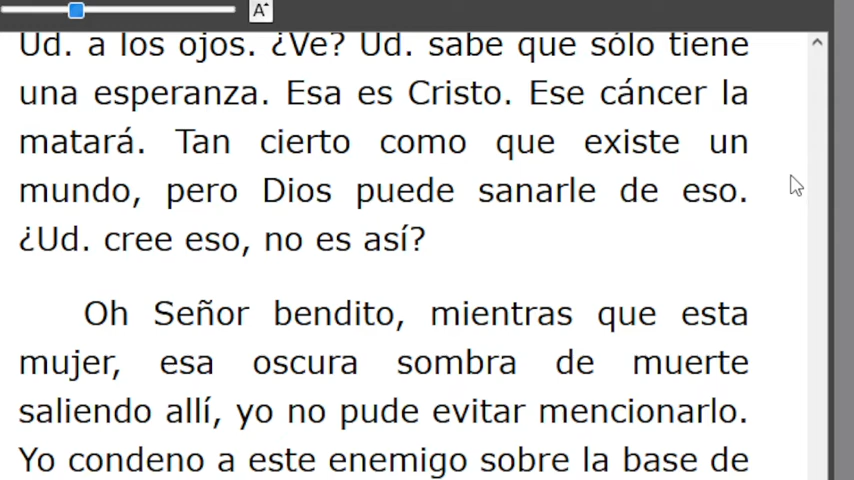 A
Ud. a los ojos. ¿Ve? Ud. sabe que sólo tiene
una esperanza. Esa es Cristo. Ese cáncer la
matará. Tan cierto como que existe un
mundo, pero Dios puede sanarle de eso.
¿Ud. cree eso, no es así?
Oh Señor bendito, mientras que esta
mujer, esa oscura sombra de muerte
saliendo allí, yo no pude evitar mencionarlo.
Yo condeno a este enemigo sobre la base de